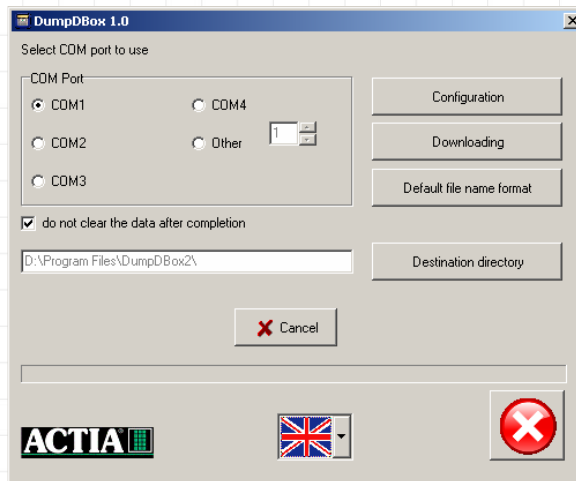 DumpDBox 1.0
Select COM port to use
COM Port
COM1
COM4
COM2
Other
1
COM3
Configuration
Downloading
Default file name format
do not clear the data after completion
D:\Program Files\DumpDBox2\
Destination directory
Cancel
ACTIA